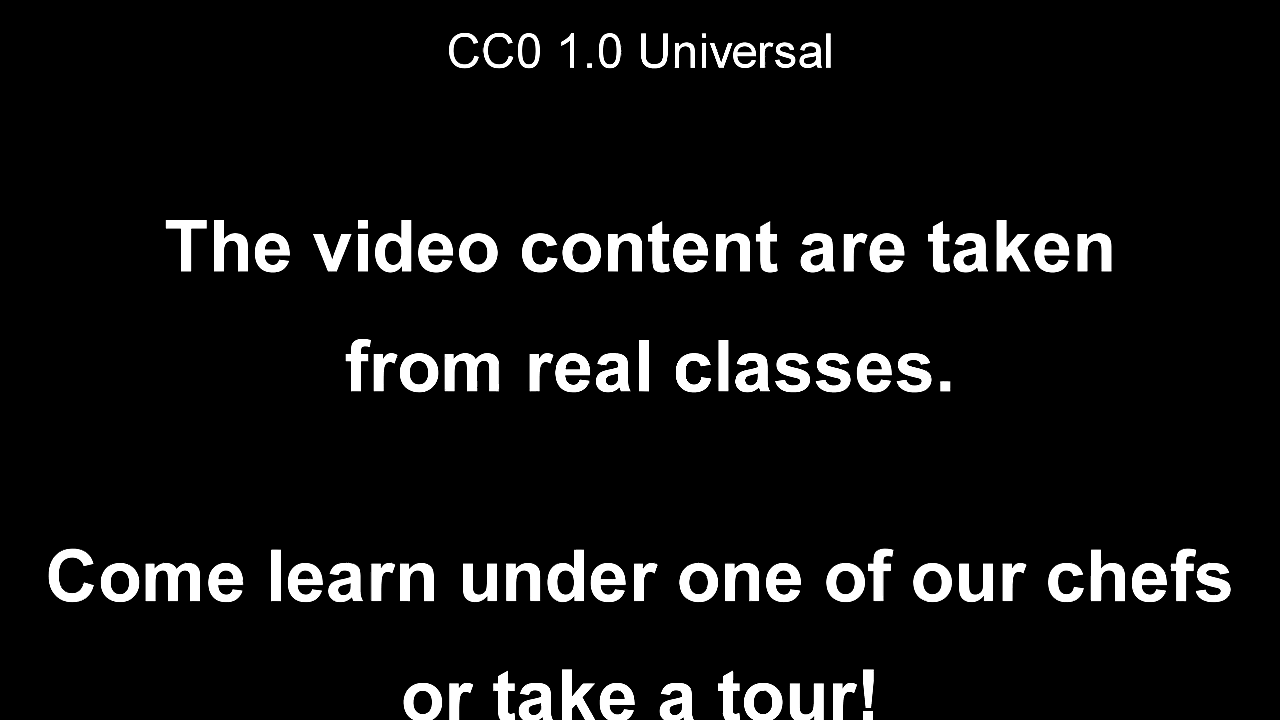 CC0 1.0 Universal
The video content are taken
from real classes.
Come learn under one of our chefs
or take a tour!